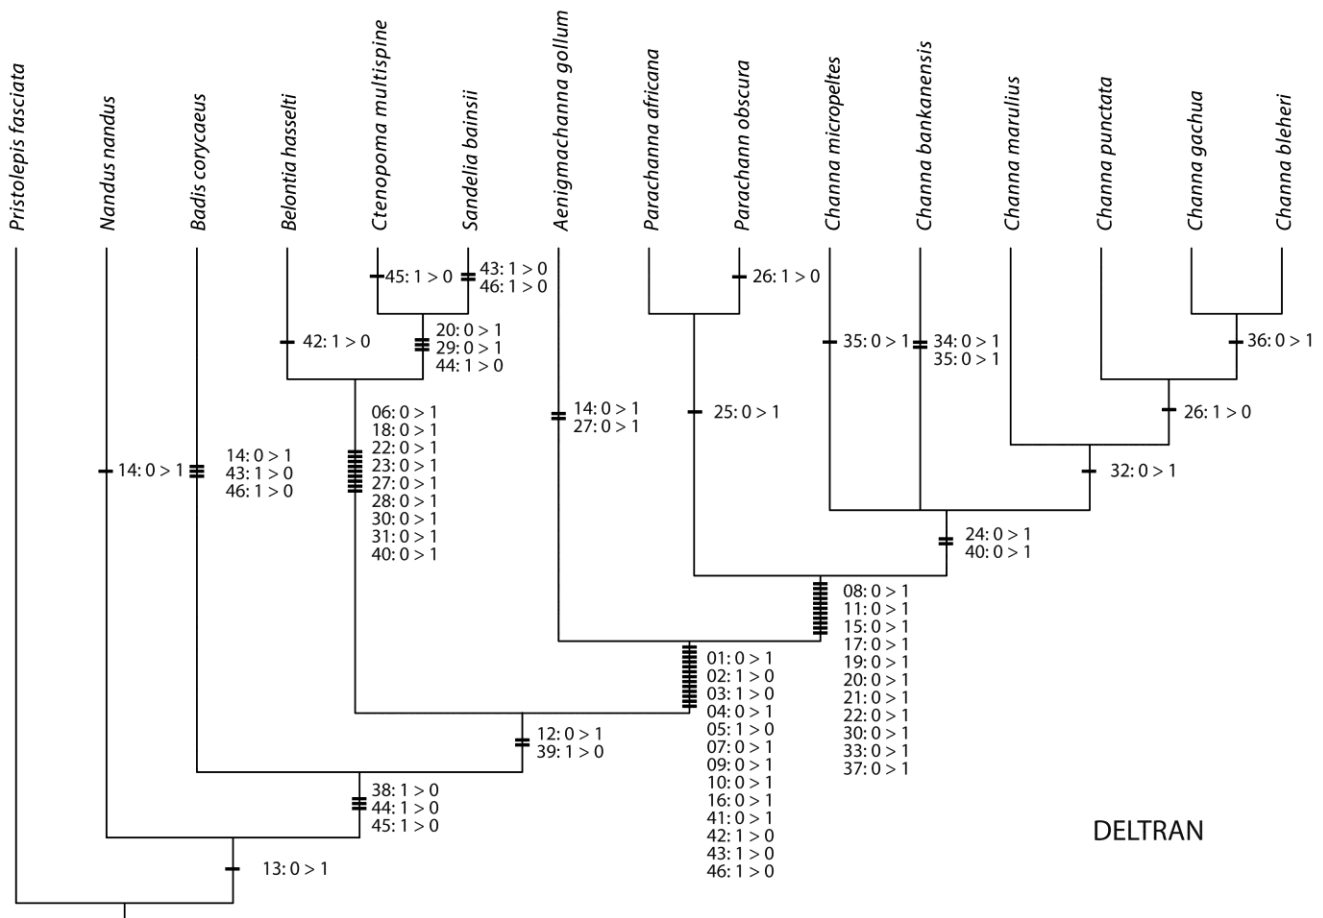 Pristolepis fasciata
Nandus nandus
Badis corycaeus
Belontia hasselti
Ctenopoma multispine
Sandelia bainsii
Aenigmachanna gollum
Parachanna africana
Parachann obscura
Channa micropeltes
Channa bankanensis
Channa marulius
Channa punctata
Channa gachua
Channa bleheri
45: 1 > 0
43: 1 > 0
46: 1 > 0
26: 1 > 0
42: 1 > 0
20: 0 > 1
29: 0 > 1
44: 1 > 0
35: 0 > 1
34: 0 > 1
35: 0 > 1
36: 0 > 1
06: 0 > 1
18: 0 > 1
22: 0 > 1
23: 0 > 1
27: 0 > 1
28: 0 > 1
30: 0 > 1
31: 0 > 1
40: 0 > 1
14: 0 > 1
27: 0 > 1
25: 0 > 1
26: 1 > 0
14: 0 > 1
14: 0 > 1
43: 1 > 0
46: 1 > 0
32: 0 > 1
24: 0 > 1
40: 0 > 1
08: 0 > 1
11: 0 > 1
15: 0 > 1
17: 0 > 1
19: 0 > 1
20: 0 > 1
21: 0 > 1
22: 0 > 1
30: 0 > 1
33: 0 > 1
37: 0 > 1
01: 0 > 1
02: 1 > 0
03: 1 > 0
04: 0 > 1
05: 1 > 0
07: 0 > 1
09: 0 > 1
10: 0 > 1
16: 0 > 1
41: 0 > 1
42: 1 > 0
43: 1 > 0
46: 1 > 0
12: 0 > 1
39: 1 > 0
38: 1 > 0
44: 1 > 0
45: 1 > 0
13: 0 > 1
DELTRAN